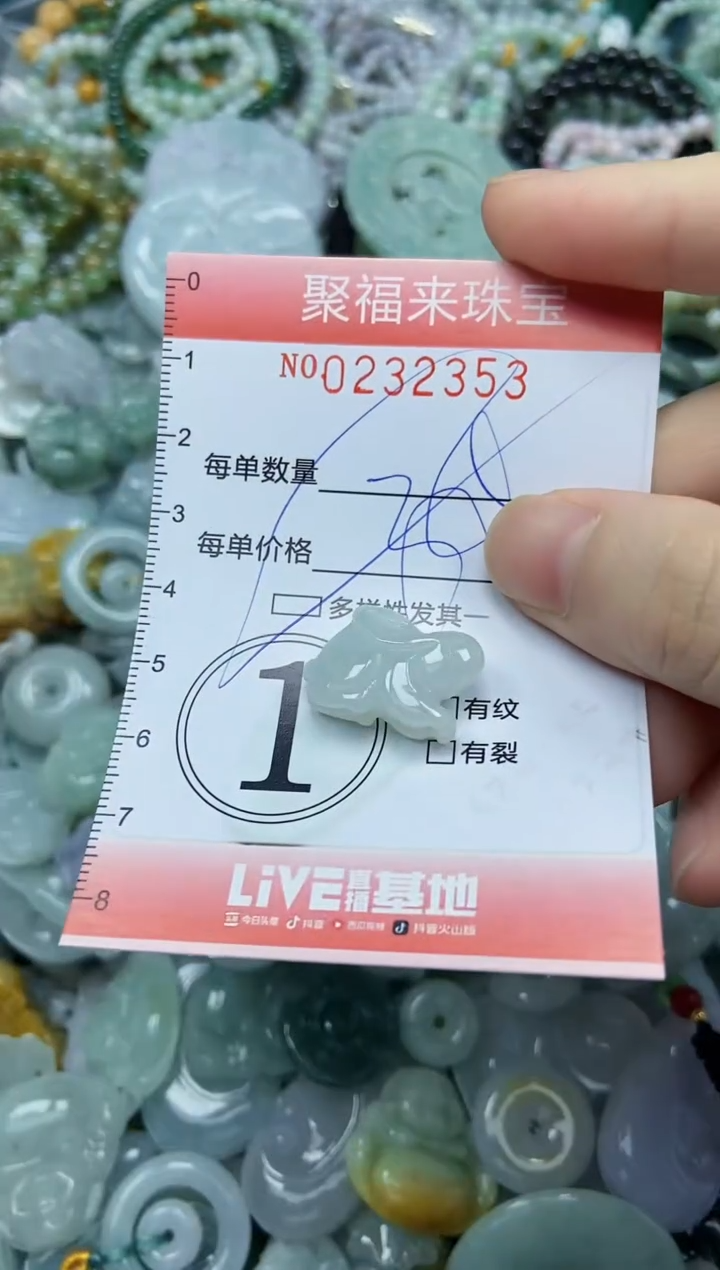 0
聚福来珠宝
1
NO0232353
2
每单数量
3
每单价格
4
多样性发其一
5
1
有纹
6
有裂
7
LiVE直播基地
8
今日头条 抖音 西瓜视频 抖音火山版